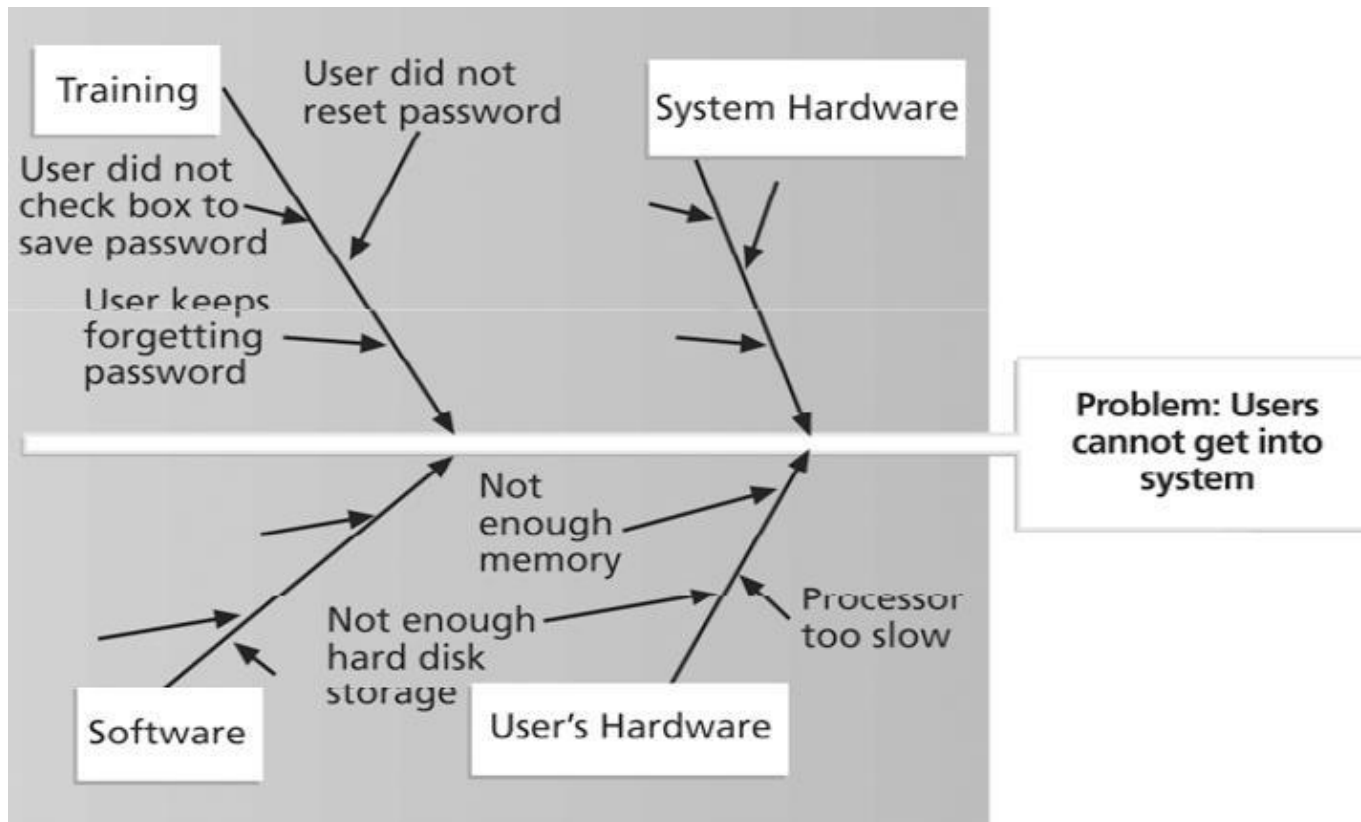 Training
User did not
reset password
System Hardware
User did not
check box to
save password
User keeps
forgetting
password
Problem: Users
cannot get into
system
Not
enough
memory
Not enough
hard disk
storage
Processor
too slow
Software
User's Hardware